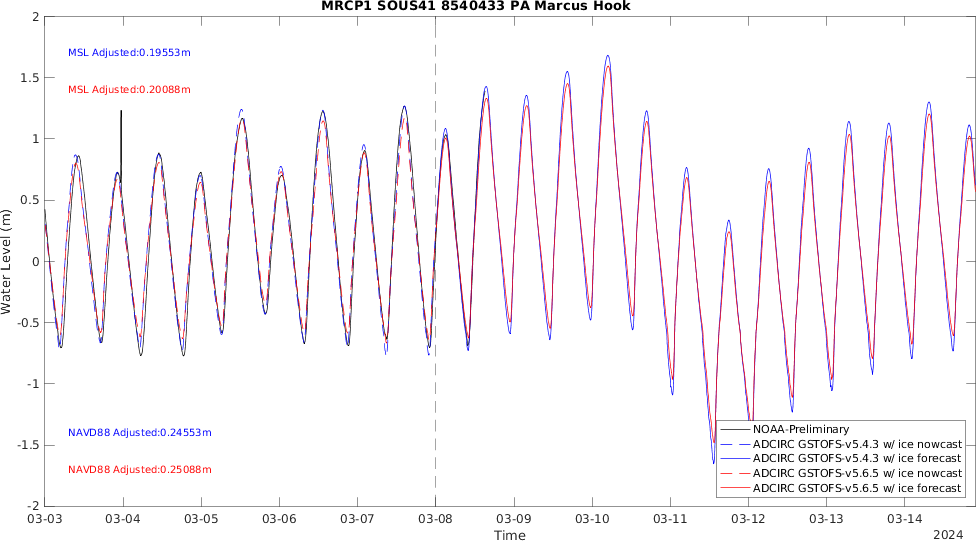 MRCP1 SOUS41 8540433 PA Marcus Hook
Water Level (m)
2
1.5
1
0.5
0
-0.5
-1
-1.5
-2
MSL Adjusted:0.19553m
MSL Adjusted:0.20088m
NAVD88 Adjusted:0.24553m
NAVD88 Adjusted:0.25088m
NOAA-Preliminary
ADCIRC GSTOFS-v5.4.3 w/ ice nowcast
ADCIRC GSTOFS-v5.4.3 w/ ice forecast
ADCIRC GSTOFS-v5.6.5 w/ ice nowcast
ADCIRC GSTOFS-v5.6.5 w/ ice forecast
03-03 03-04 03-05 03-06 03-07 03-08 03-09 03-10 03-11 03-12 03-13 03-14
Time
2024